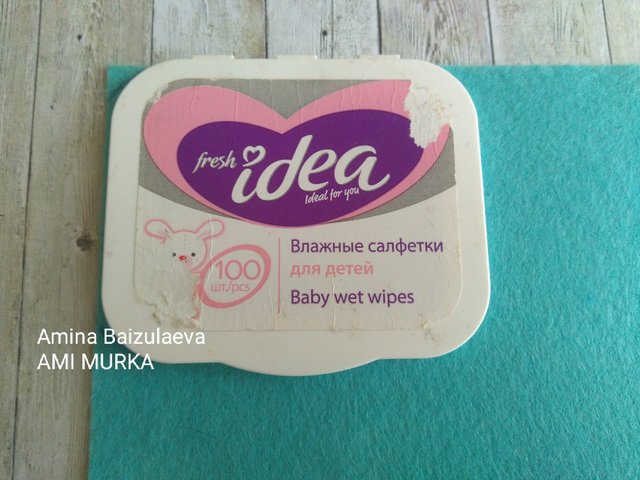 fresh idea
Ideal for you
100
шт./pcs
Влажные салфетки
для детей
Baby wet wipes
Amina Baizulaeva
AMI MURKA